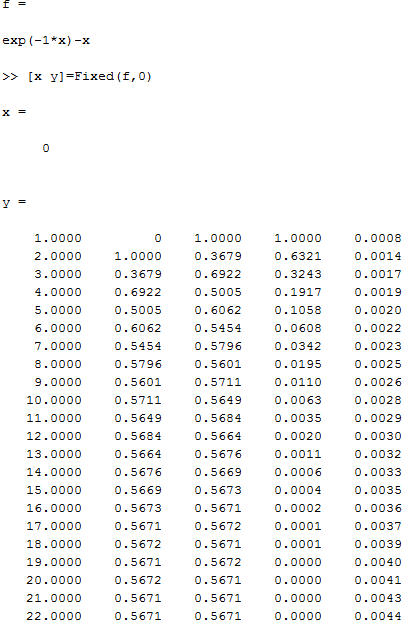 f =
exp(-1*x)-x
>> [x y]=Fixed(f,0)
x =
0
y =
1.0000 0 1.0000 1.0000 0.0008
2.0000 1.0000 0.3679 0.6321 0.0014
3.0000 0.3679 0.6922 0.3243 0.0017
4.0000 0.6922 0.5005 0.1917 0.0019
5.0000 0.5005 0.6062 0.1058 0.0020
6.0000 0.6062 0.5454 0.0608 0.0022
7.0000 0.5454 0.5796 0.0342 0.0023
8.0000 0.5796 0.5601 0.0195 0.0025
9.0000 0.5601 0.5711 0.0110 0.0026
10.0000 0.5711 0.5649 0.0063 0.0028
11.0000 0.5649 0.5684 0.0035 0.0029
12.0000 0.5684 0.5664 0.0020 0.0030
13.0000 0.5664 0.5676 0.0011 0.0032
14.0000 0.5676 0.5669 0.0006 0.0033
15.0000 0.5669 0.5673 0.0004 0.0035
16.0000 0.5673 0.5671 0.0002 0.0036
17.0000 0.5671 0.5672 0.0001 0.0037
18.0000 0.5672 0.5671 0.0001 0.0039
19.0000 0.5671 0.5672 0.0000 0.0040
20.0000 0.5672 0.5671 0.0000 0.0041
21.0000 0.5671 0.5671 0.0000 0.0043
22.0000 0.5671 0.5671 0.0000 0.0044